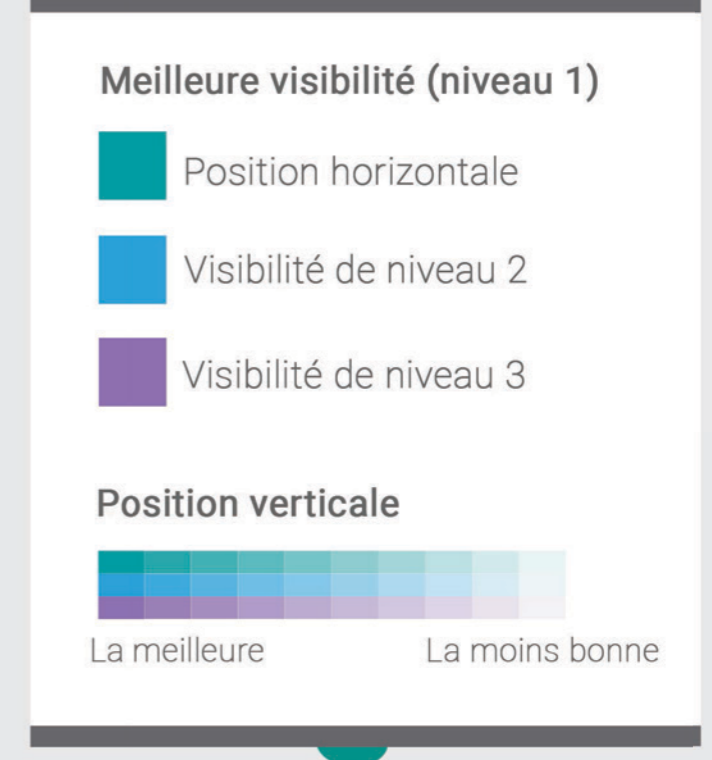 Meilleure visibilité (niveau 1)
Position horizontale
Visibilité de niveau 2
Visibilité de niveau 3
Position verticale
La meilleure La moins bonne